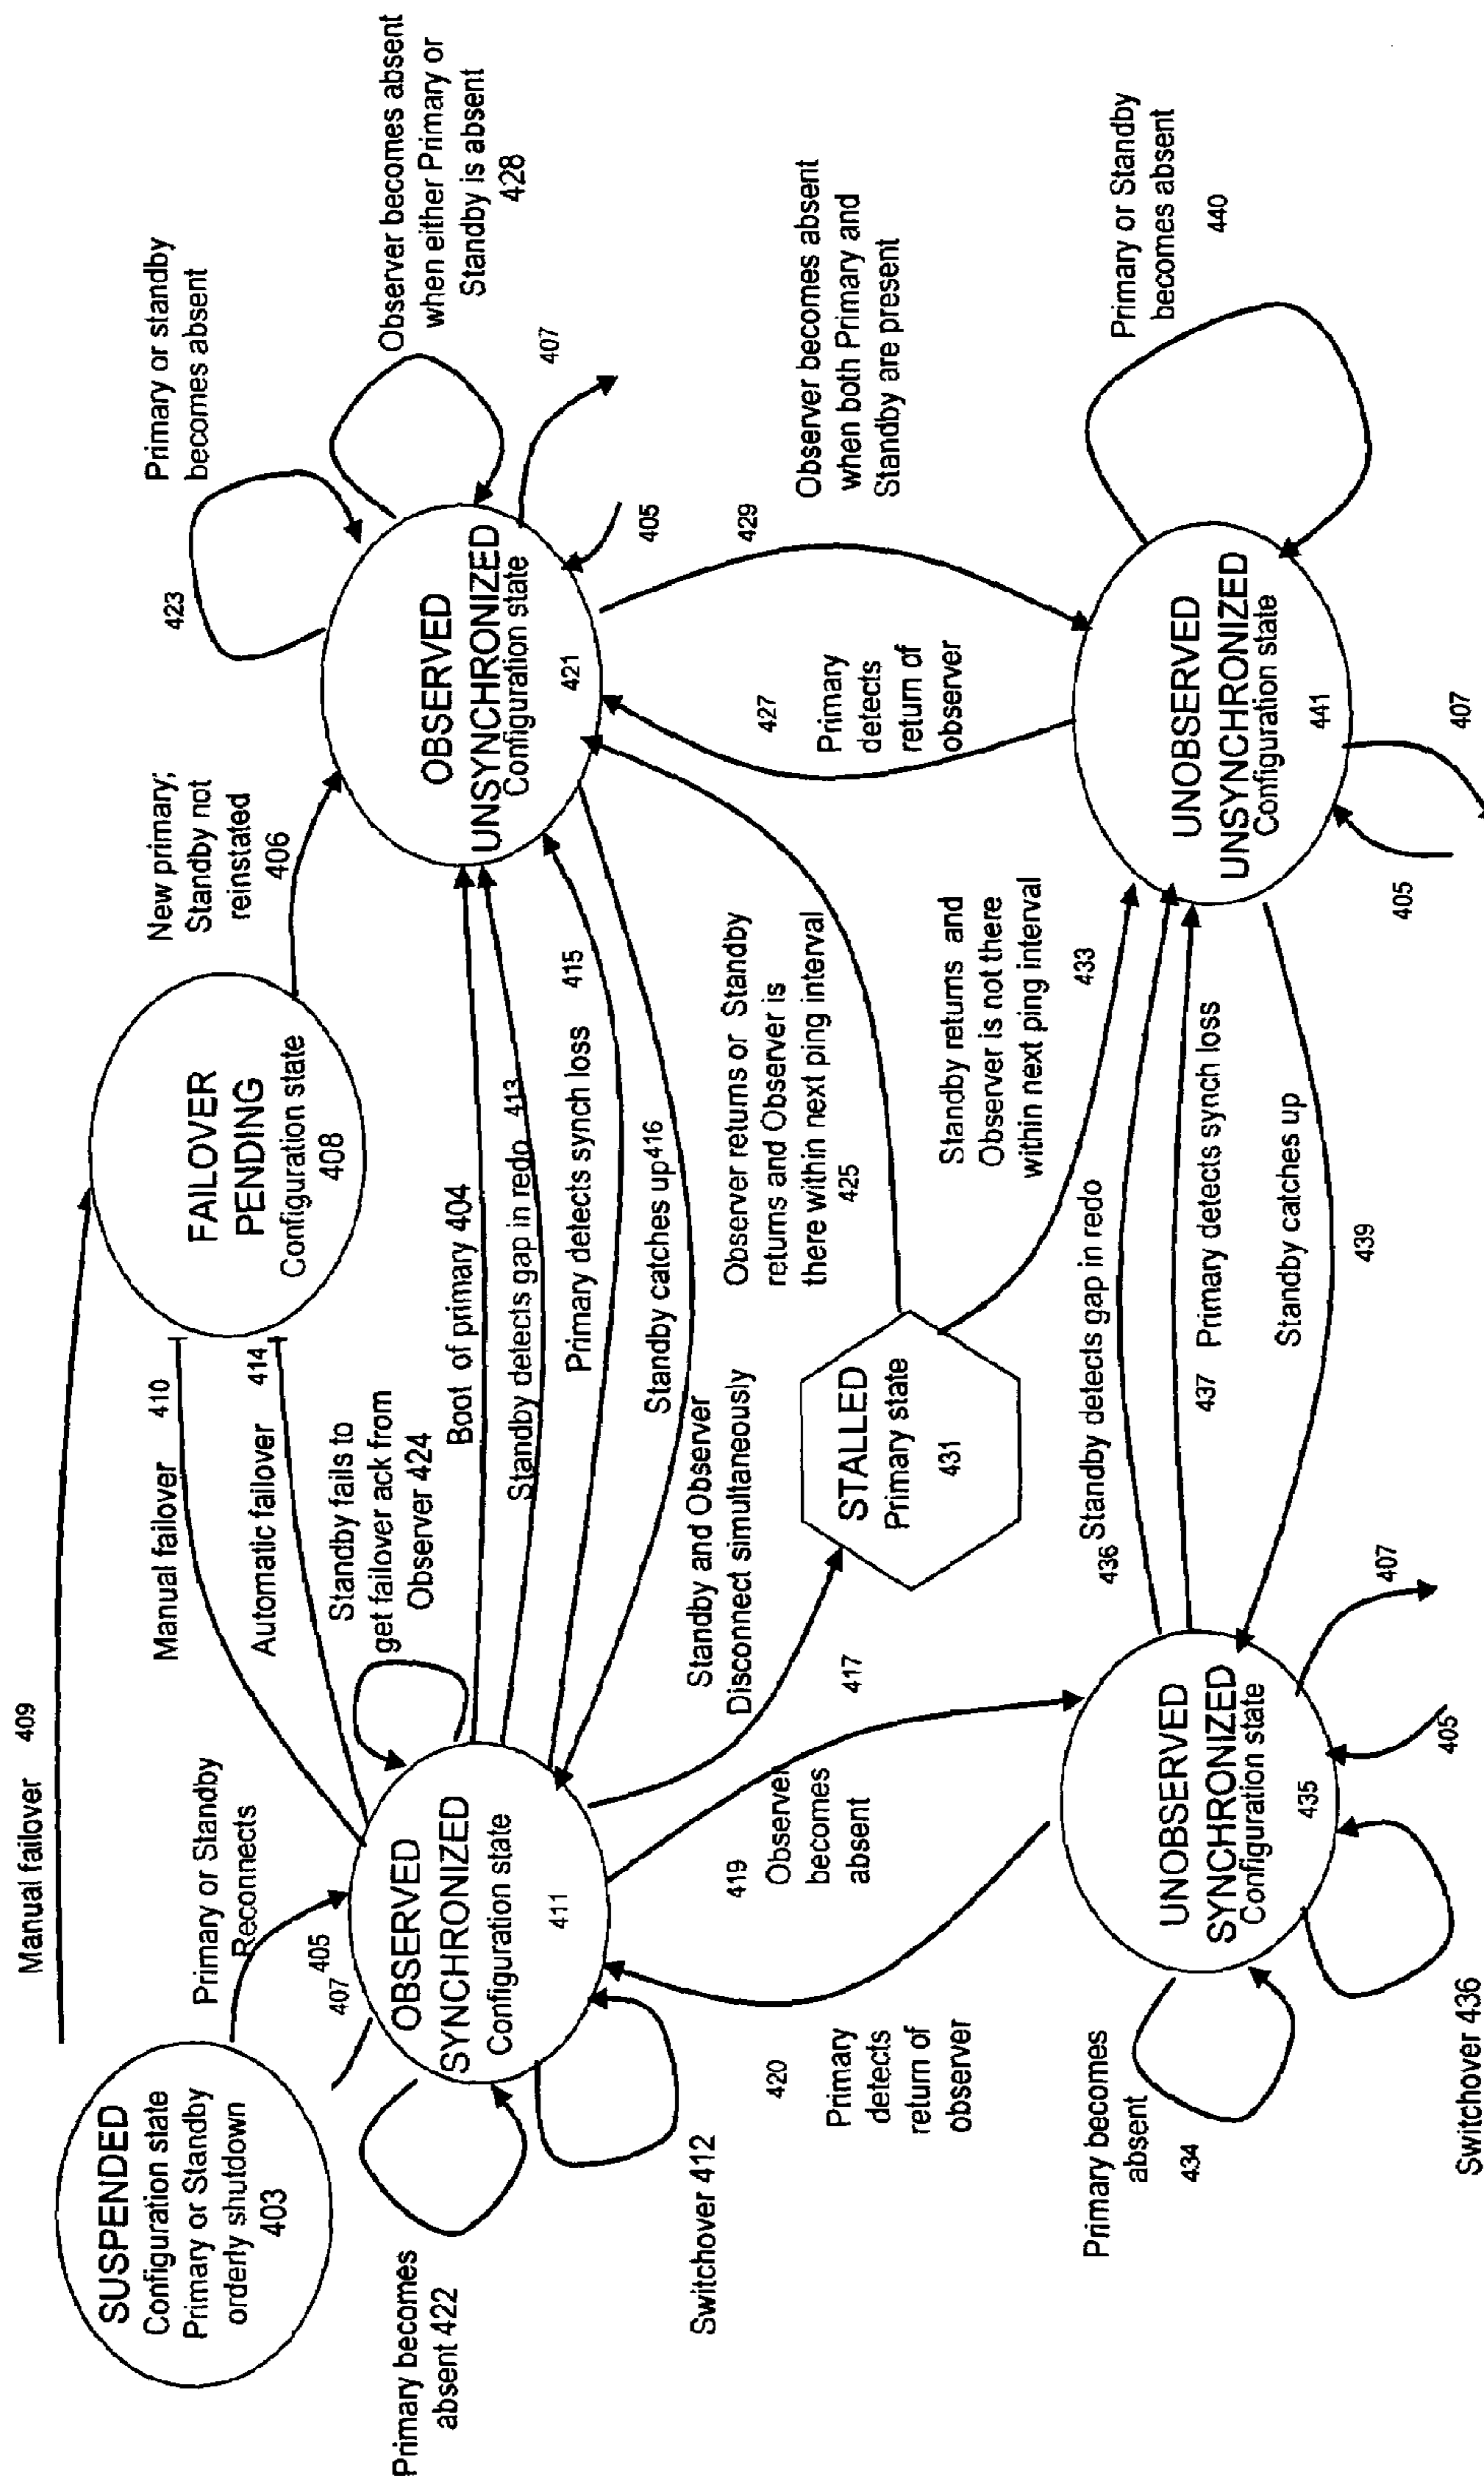 Manual failover 409
SUSPENDED
Configuration state
Primary or Standby
orderly shutdown
403
Primary or Standby
Reconnects
405
407
Manual failover 410
Automatic failover 414
FAILOVER
PENDING
Configuration state
408
New primary;
Standby not
reinstated
406
Primary or standby
becomes absent
423
Observer becomes absent
when either Primary or
Standby is absent
428
407
405
OBSERVED
UNSYNCHRONIZED
Configuration state
421
Standby fails to
get failover ack from
Observer 424
Boot of primary 404
Standby detects gap in redo 413
Primary detects synch loss 415
Standby catches up 416
OBSERVED
SYNCHRONIZED
Configuration state
411
Primary becomes
absent 422
Switchover 412
Standby and Observer
Disconnect simultaneously
417
STALLED
Primary state
431
Observer returns or Standby
returns and Observer is
there within next ping interval
425
Standby returns and
Observer is not there
within next ping interval
433
429
Observer becomes absent
when both Primary and
Standby are present
427
Primary
detects
return of
observer
419
Observer
becomes
absent
420
Primary
detects
return of
observer
436 Standby detects gap in redo
437 Primary detects synch loss
Standby catches up
439
UNOBSERVED
SYNCHRONIZED
Configuration state
435
Primary becomes
absent
434
Switchover 436
405
407
UNOBSERVED
UNSYNCHRONIZED
Configuration state
441
405
407
Primary or Standby
becomes absent
440